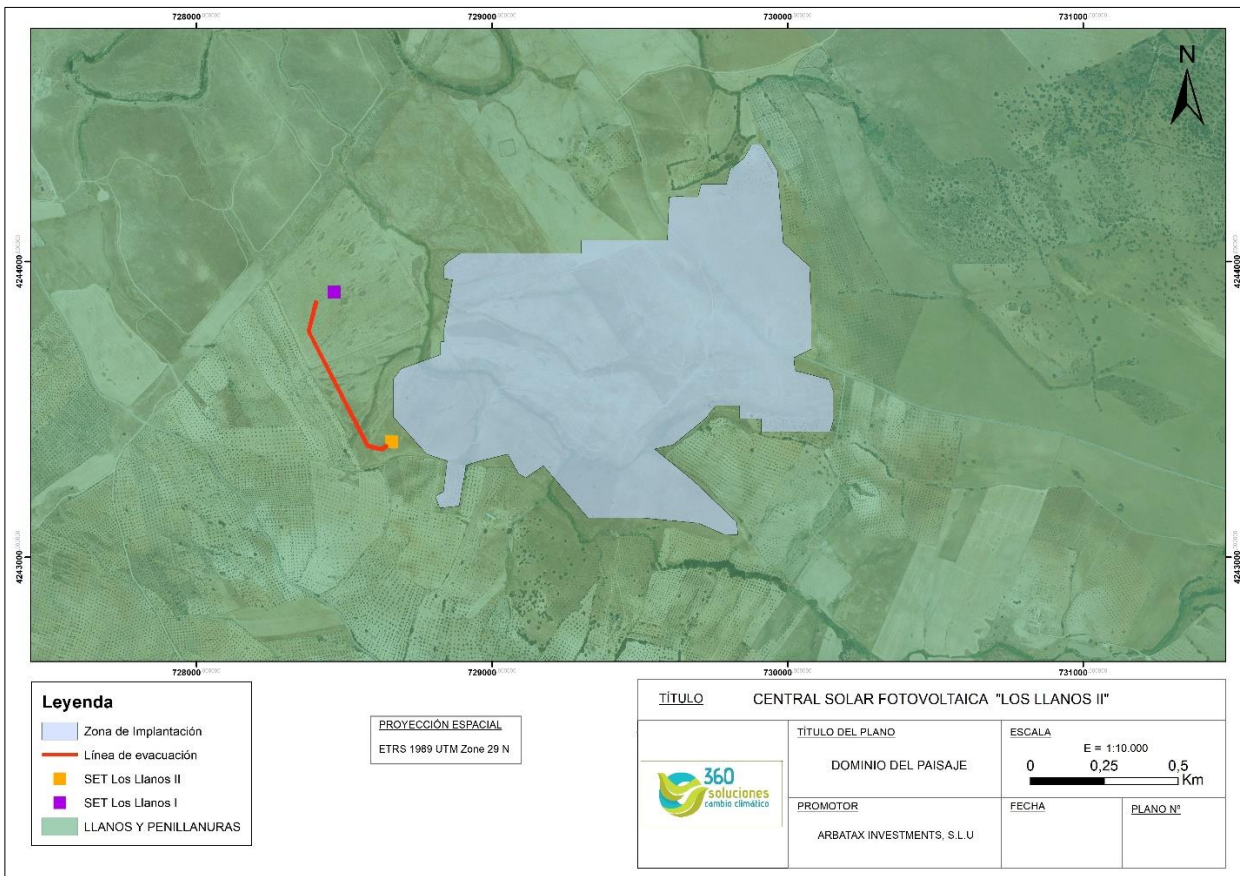 728000 729000 730000 731000
N
4244000 4244000
4243000 4243000
728000 729000 730000 731000
Leyenda
Zona de Implantación
Línea de evacuación
SET Los Llanos II
SET Los Llanos I
LLANOS Y PENILLANURAS
PROYECCIÓN ESPACIAL
ETRS 1989 UTM Zone 29 N
TÍTULO CENTRAL SOLAR FOTOVOLTAICA "LOS LLANOS II"
360
soluciones
cambio climático
TÍTULO DEL PLANO
DOMINIO DEL PAISAJE
ESCALA
E = 1:10.000
0 0,25 0,5
Km
PROMOTOR
ARBATAX INVESTMENTS, S.L.U
FECHA
PLANO Nº